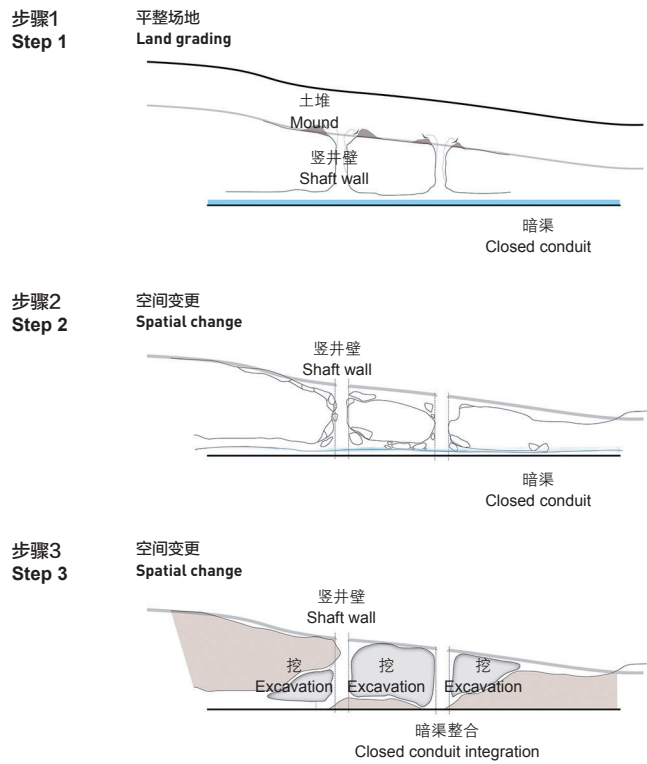 步骤1
Step 1
平整场地
Land grading
土堆
Mound
竖井壁
Shaft wall
暗渠
Closed conduit
步骤2
Step 2
空间变更
Spatial change
竖井壁
Shaft wall
暗渠
Closed conduit
步骤3
Step 3
空间变更
Spatial change
竖井壁
Shaft wall
挖
Excavation
挖
Excavation
挖
Excavation
暗渠整合
Closed conduit integration